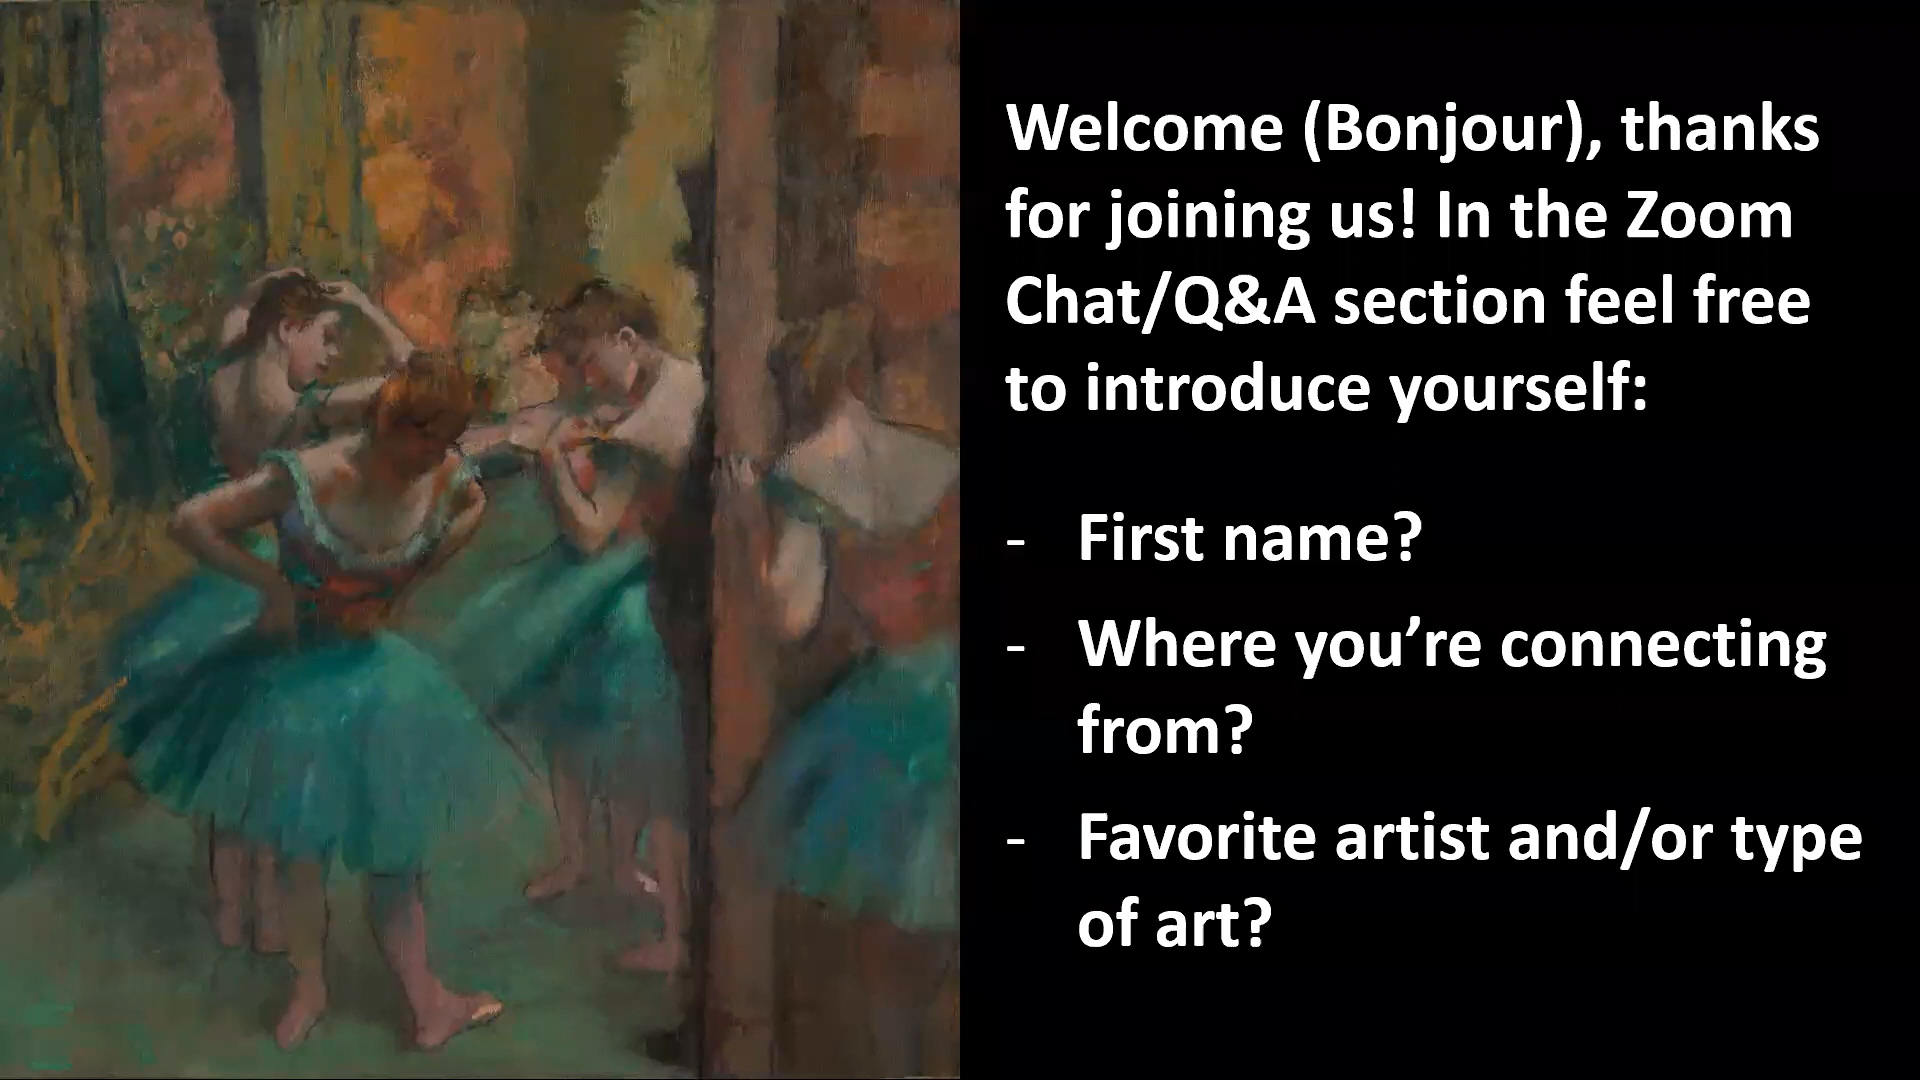 Welcome (Bonjour), thanks
for joining us! In the Zoom
Chat/Q&A section feel free
to introduce yourself:
- First name?
- Where you’re connecting
from?
- Favorite artist and/or type
of art?